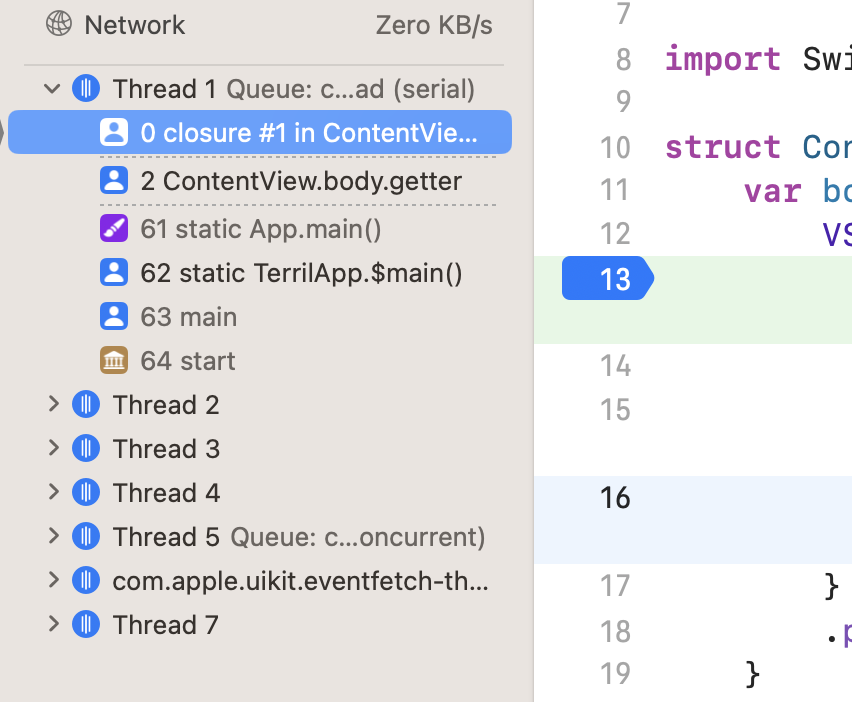 Network Zero KB/s
Thread 1 Queue: c...ad (serial)
0 closure #1 in ContentVie...
2 ContentView.body.getter
61 static App.main()
62 static TerrilApp.$main()
63 main
64 start
Thread 2
Thread 3
Thread 4
Thread 5 Queue: c...oncurrent)
com.apple.uikit.eventfetch-th...
Thread 7
7
8 import Swi
9
10 struct Con
11 var bo
12 VS
13
14
15
16
17 }
18 .p
19 }